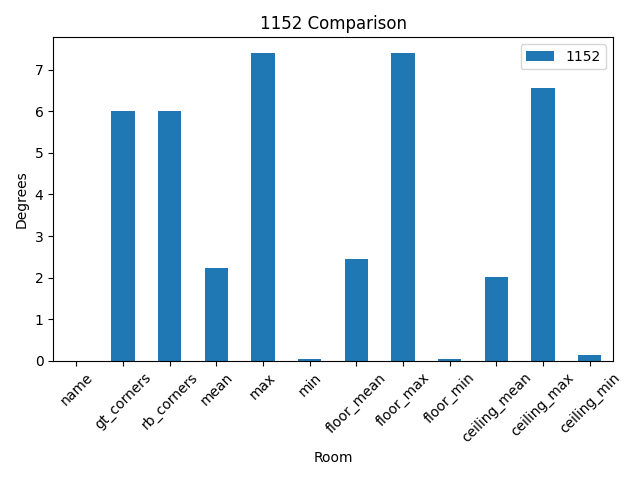 1152 Comparison
1152
Degrees
7
6
5
4
3
2
1
0
name
gt_corners
rb_corners
mean
max
min
floor_mean
floor_max
floor_min
ceiling_mean
ceiling_max
ceiling_min
Room